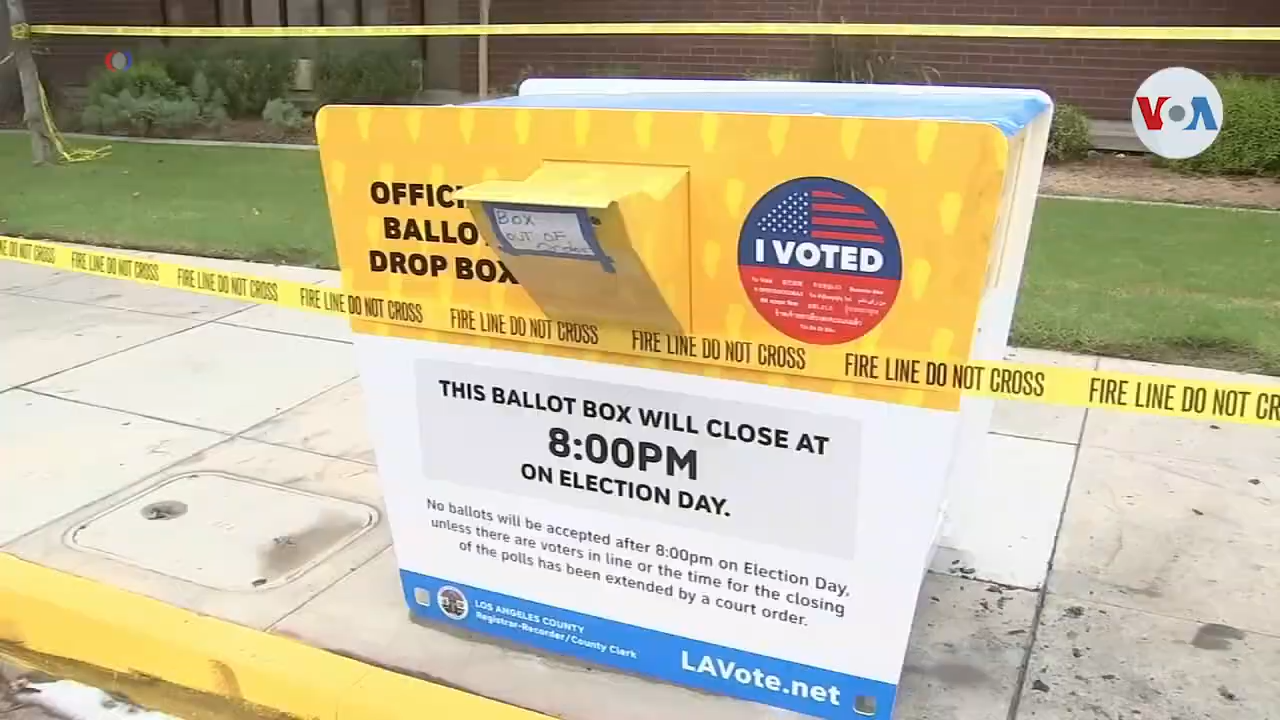 VOA
OFFICI
BALLO
DROP BOX
BOX
OUT OF
Order
I VOTED
FIRE LINE DO NOT CROSS FIRE LINE DO NOT CROSS FIRE LINE DO NOT CROSS FIRE LINE DO NOT CROSS FIRE LINE DO NOT CROSS FIRE LINE DO NOT CROSS FIRE LINE DO NOT CR
THIS BALLOT BOX WILL CLOSE AT
8:00PM
ON ELECTION DAY.
No ballots will be accepted after 8:00pm on Election Day,
unless there are voters in line or the time for the closing
of the polls has been extended by a court order.
LOS ANGELES COUNTY
Registrar-Recorder/County Clerk
LAVote.net